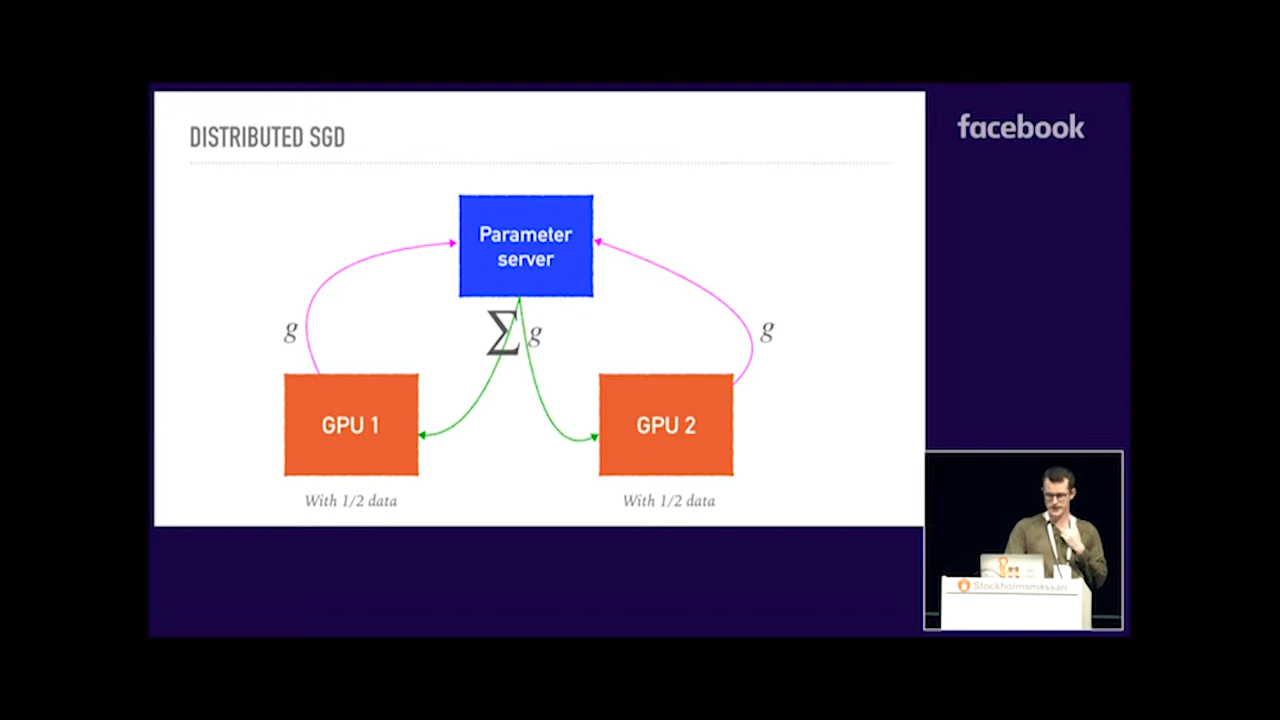 DISTRIBUTED SGD
facebook
Parameter
server
g
∑ g
g
GPU 1
GPU 2
With 1/2 data
With 1/2 data
Stockholmsmässan